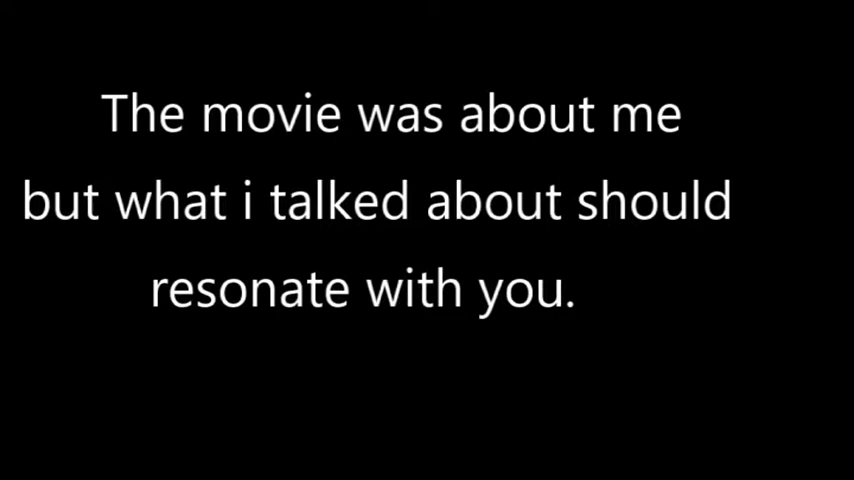 The movie was about me
but what i talked about should
resonate with you.